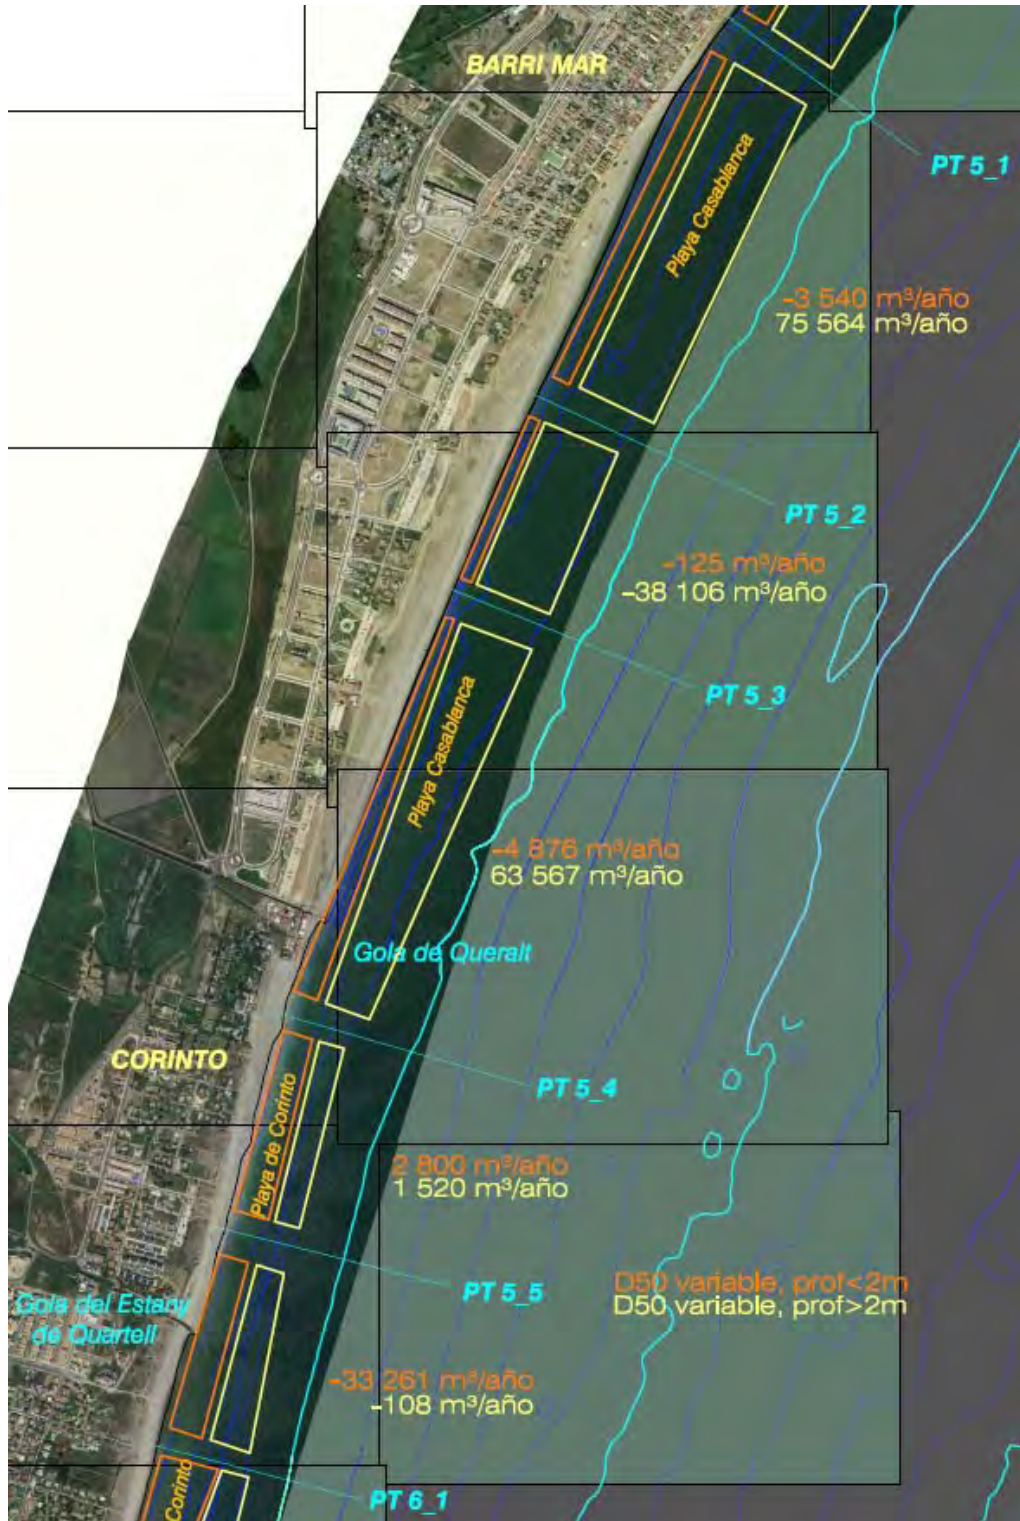 BARRI MAR
PT 5_1
Playa Casablanca
-3 540 m³/año
75 564 m³/año
PT 5_2
-125 m³/año
-38 106 m³/año
PT 5_3
Playa Casablanca
-4 876 m³/año
63 567 m³/año
Gola de Queralt
CORINTO
PT 5_4
Playa de Corinto
2 800 m³/año
1 520 m³/año
PT 5_5
D50 variable, prof<2m
D50 variable, prof>2m
Gola del Estany
de Quartell
-33 261 m³/año
-108 m³/año
PT 6_1
Corinto